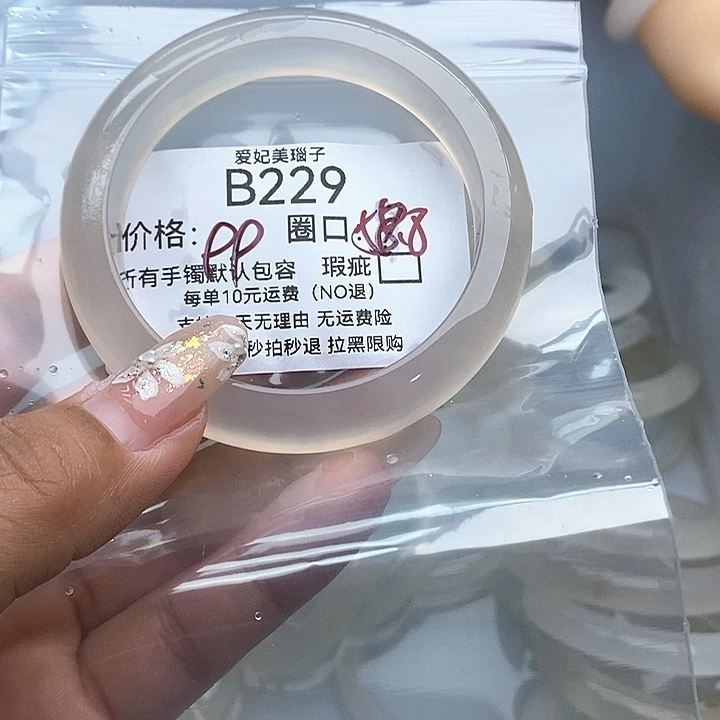 爱妃美瑙子
B229
价格: 圈口:
所有手镯默认包容 瑕疵
每单10元运费（NO退）
天无理由 无运费险
秒拍秒退 拉黑限购